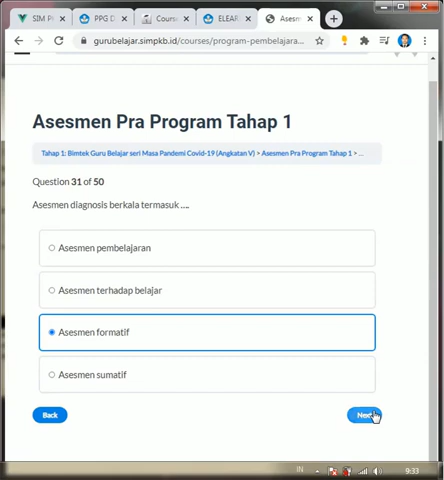 SIM P
PPG D
Course
ELEAR
Asesm
gurubelajar.simpkb.id/courses/program-pembelajara...
Asesmen Pra Program Tahap 1
Tahap 1: Bimtek Guru Belajar seri Masa Pandemi Covid-19 (Angkatan V) > Asesmen Pra Program Tahap 1 > ...
Question 31 of 50
Asesmen diagnosis berkala termasuk ....
Asesmen pembelajaran
Asesmen terhadap belajar
Asesmen formatif
Asesmen sumatif
Back
Next
IN
9:33